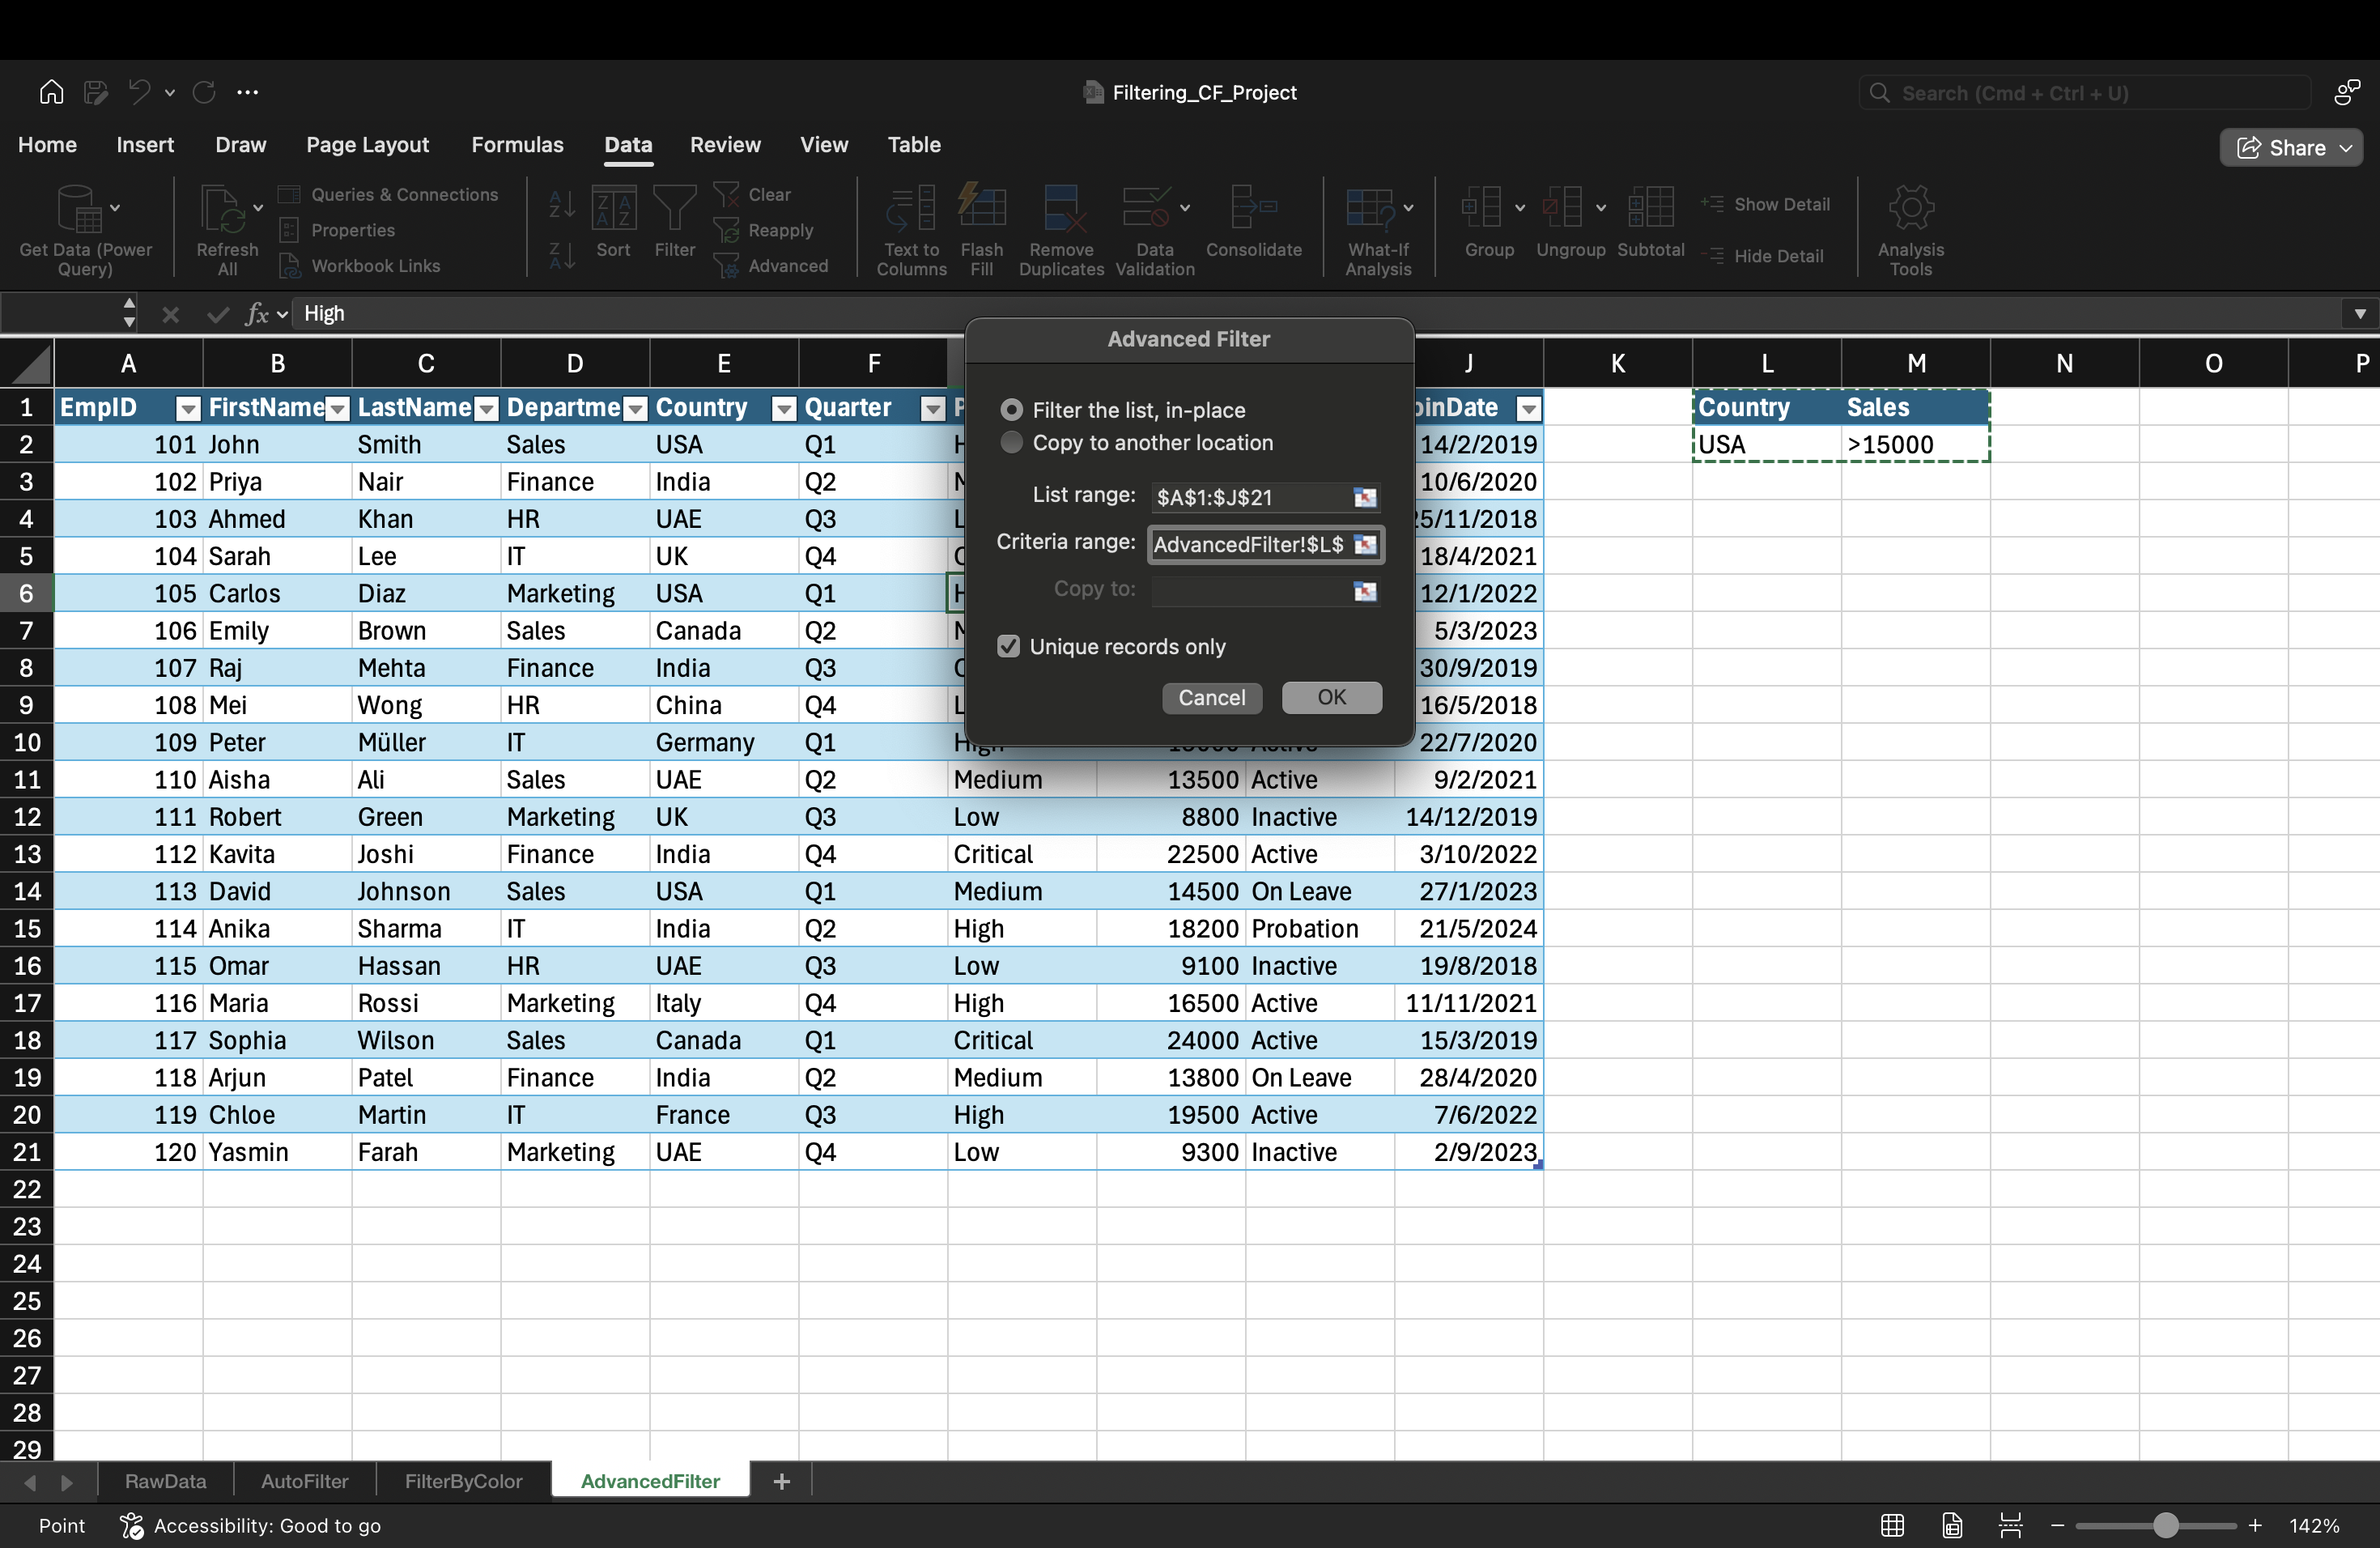 Filtering_CF_Project
Search (Cmd + Ctrl + U)
Home Insert Draw Page Layout Formulas Data Review View Table
Share
Get Data (Power Query)
Refresh All
Queries & Connections
Properties
Workbook Links
Sort
Filter
Clear
Reapply
Advanced
Text to Columns
Flash Fill
Remove Duplicates
Data Validation
Consolidate
What-If Analysis
Group
Ungroup
Subtotal
Show Detail
Hide Detail
Analysis Tools
fx High
Advanced Filter
Filter the list, in-place
Copy to another location
List range: $A$1:$J$21
Criteria range: AdvancedFilter!$L$
Copy to:
Unique records only
Cancel OK
A B C D E F J K L M N O P
1 EmpID FirstName LastName Departme Country Quarter Country Sales
2 101 John Smith Sales USA Q1 14/2/2019 USA >15000
3 102 Priya Nair Finance India Q2 10/6/2020
4 103 Ahmed Khan HR UAE Q3 25/11/2018
5 104 Sarah Lee IT UK Q4 18/4/2021
6 105 Carlos Diaz Marketing USA Q1 12/1/2022
7 106 Emily Brown Sales Canada Q2 5/3/2023
8 107 Raj Mehta Finance India Q3 30/9/2019
9 108 Mei Wong HR China Q4 16/5/2018
10 109 Peter Müller IT Germany Q1 High 22/7/2020
11 110 Aisha Ali Sales UAE Q2 Medium 13500 Active 9/2/2021
12 111 Robert Green Marketing UK Q3 Low 8800 Inactive 14/12/2019
13 112 Kavita Joshi Finance India Q4 Critical 22500 Active 3/10/2022
14 113 David Johnson Sales USA Q1 Medium 14500 On Leave 27/1/2023
15 114 Anika Sharma IT India Q2 High 18200 Probation 21/5/2024
16 115 Omar Hassan HR UAE Q3 Low 9100 Inactive 19/8/2018
17 116 Maria Rossi Marketing Italy Q4 High 16500 Active 11/11/2021
18 117 Sophia Wilson Sales Canada Q1 Critical 24000 Active 15/3/2019
19 118 Arjun Patel Finance India Q2 Medium 13800 On Leave 28/4/2020
20 119 Chloe Martin IT France Q3 High 19500 Active 7/6/2022
21 120 Yasmin Farah Marketing UAE Q4 Low 9300 Inactive 2/9/2023
22
23
24
25
26
27
28
29
RawData AutoFilter FilterByColor AdvancedFilter +
Point Accessibility: Good to go 142%